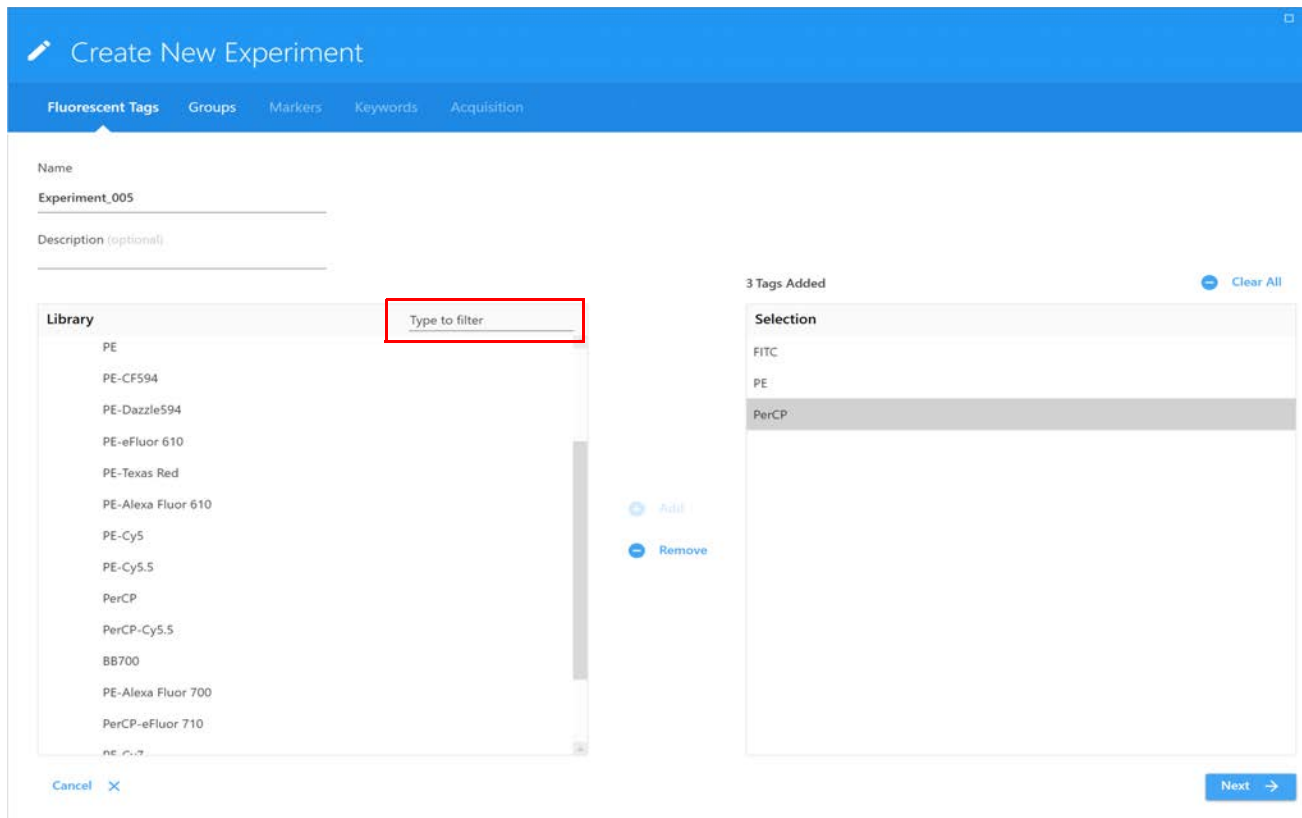 Create New Experiment
Fluorescent Tags Groups Markers Keywords Acquisition
Name
Experiment_005
Description (optional)
3 Tags Added Clear All
Library Type to filter Selection
PE
FITC
PE-CF594
PE
PE-Dazzle594
PerCP
PE-eFluor 610
PE-Texas Red
PE-Alexa Fluor 610
Add
PE-Cy5
Remove
PE-Cy5.5
PerCP
PerCP-Cy5.5
BB700
PE-Alexa Fluor 700
PerCP-eFluor 710
PE-Cy7
Cancel Next